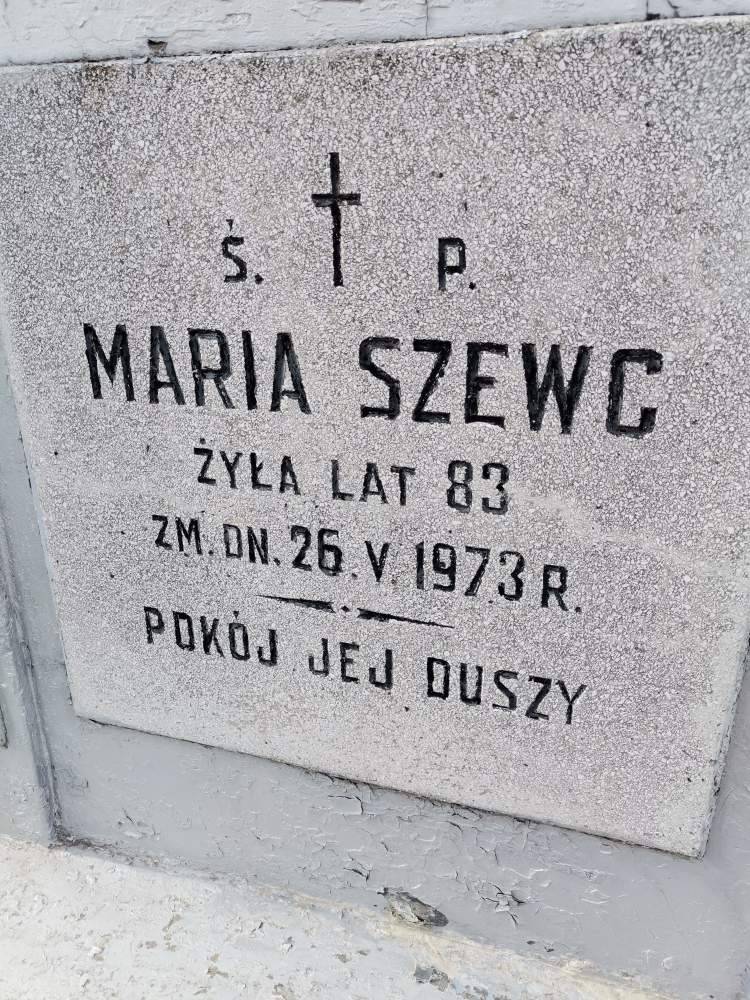 Ś. P.
MARIA SZEWC
ŻYŁA LAT 83
ZM. DN. 26.V 1973 R.
POKÓJ JEJ DUSZY